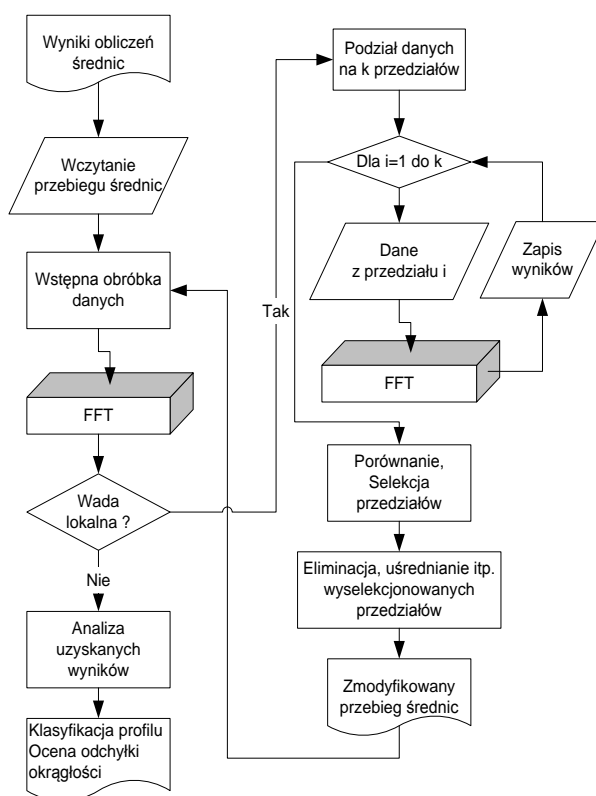 Wyniki obliczeń
średnic
Wczytanie
przebiegu średnic
Wstępna obróbka
danych
FFT
Wada
lokalna ?
Nie
Analiza
uzyskanych
wyników
Klasyfikacja profilu
Ocena odchyłki
okrągłości
Tak
Podział danych
na k przedziałów
Dla i=1 do k
Dane
z przedziału i
Zapis
wyników
FFT
Porównanie,
Selekcja
przedziałów
Eliminacja, uśrednianie itp.
wyselekcjonowanych
przedziałów
Zmodyfikowany
przebieg średnic